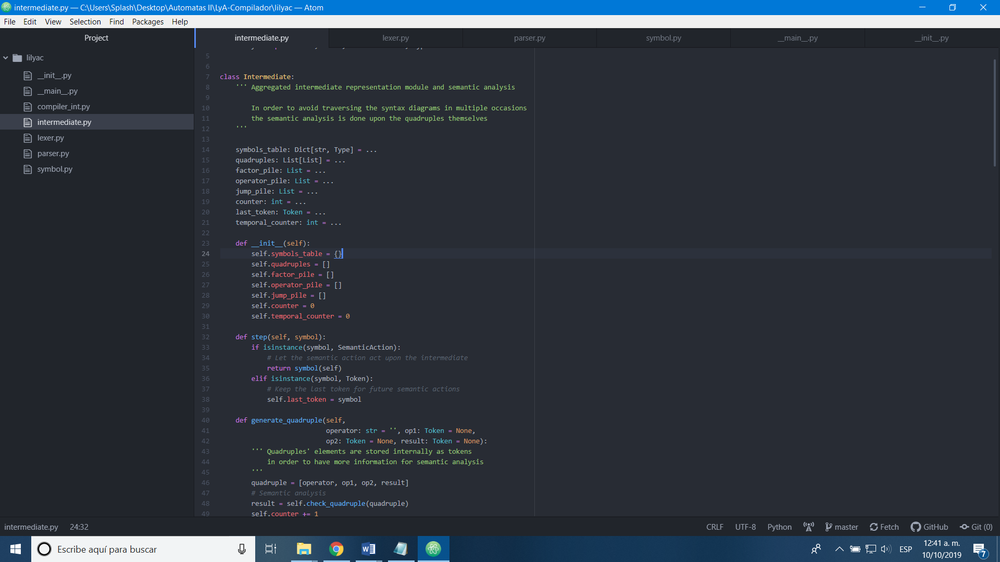 intermediate.py — C:\Users\Splash\Desktop\Automatas II\LyA-Compilador\lilyac — Atom
File Edit View Selection Find Packages Help
Project
intermediate.py lexer.py parser.py symbol.py __main__.py __init__.py
lilyac
__init__.py
__main__.py
compiler_int.py
intermediate.py
lexer.py
parser.py
symbol.py
5
6
7 class Intermediate:
8 ''' Aggregated intermediate representation module and semantic analysis
9
10 In order to avoid traversing the syntax diagrams in multiple occasions
11 the semantic analysis is done upon the quadruples themselves
12 '''
13
14 symbols_table: Dict[str, Type] = ...
15 quadruples: List[List] = ...
16 factor_pile: List = ...
17 operator_pile: List = ...
18 jump_pile: List = ...
19 counter: int = ...
20 last_token: Token = ...
21 temporal_counter: int = ...
22
23 def __init__(self):
24 self.symbols_table = {}
25 self.quadruples = []
26 self.factor_pile = []
27 self.operator_pile = []
28 self.jump_pile = []
29 self.counter = 0
30 self.temporal_counter = 0
31
32 def step(self, symbol):
33 if isinstance(symbol, SemanticAction):
34 # Let the semantic action act upon the intermediate
35 return symbol(self)
36 elif isinstance(symbol, Token):
37 # Keep the last token for future semantic actions
38 self.last_token = symbol
39
40 def generate_quadruple(self,
41 operator: str = '', op1: Token = None,
42 op2: Token = None, result: Token = None):
43 ''' Quadruples' elements are stored internally as tokens
44 in order to have more information for semantic analysis
45 '''
46 quadruple = [operator, op1, op2, result]
47 # Semantic analysis
48 result = self.check_quadruple(quadruple)
49 self.counter += 1
intermediate.py 24:32 CRLF UTF-8 Python master Fetch GitHub Git (0)
Escribe aquí para buscar
ESP
12:41 a. m.
10/10/2019
7